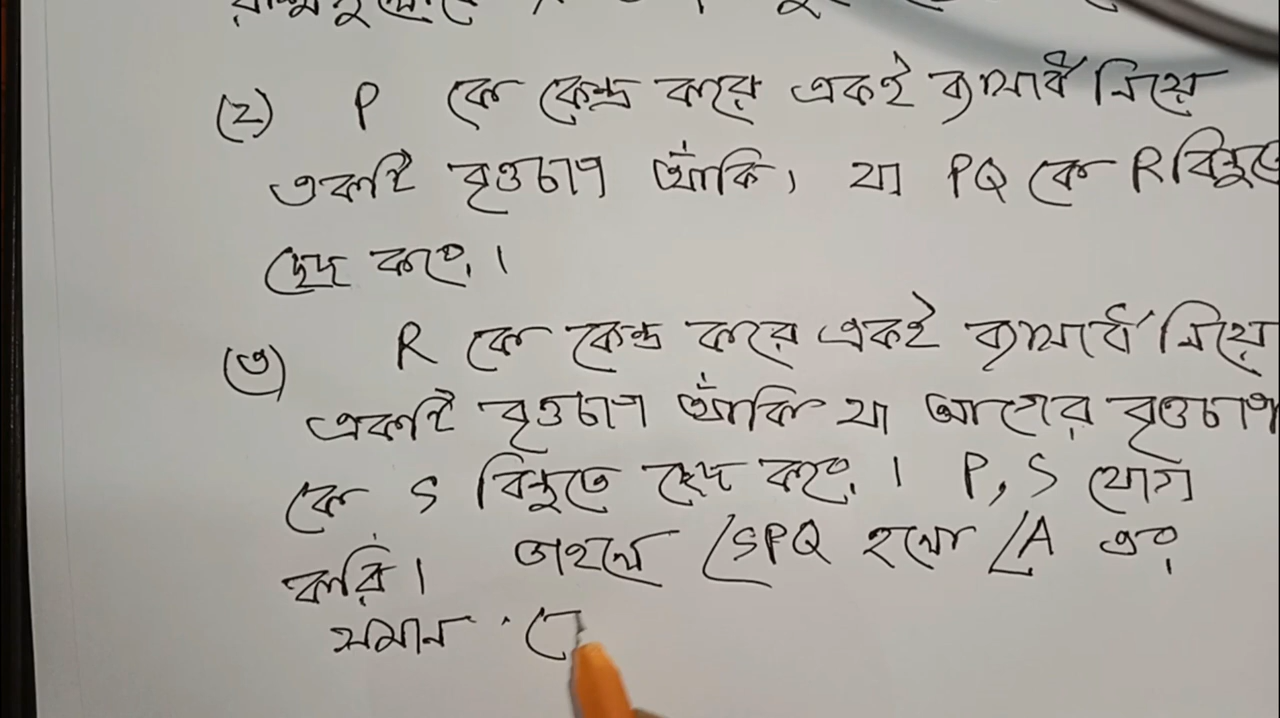 (২) P কে কেন্দ্র করে একই ব্যাসার্ধ নিয়ে
একটি বৃত্তচাপ আঁকি। যা PQ কে R বিন্দুতে
ছেদ করে।
(৩) R কে কেন্দ্র করে একই ব্যাসার্ধ নিয়ে
একটি বৃত্তচাপ আঁকি যা আগের বৃত্তচাপ
কে S বিন্দুতে ছেদ করে। P, S যোগ
করি। তাহলে ∠SPQ হলো ∠A এর
সমান